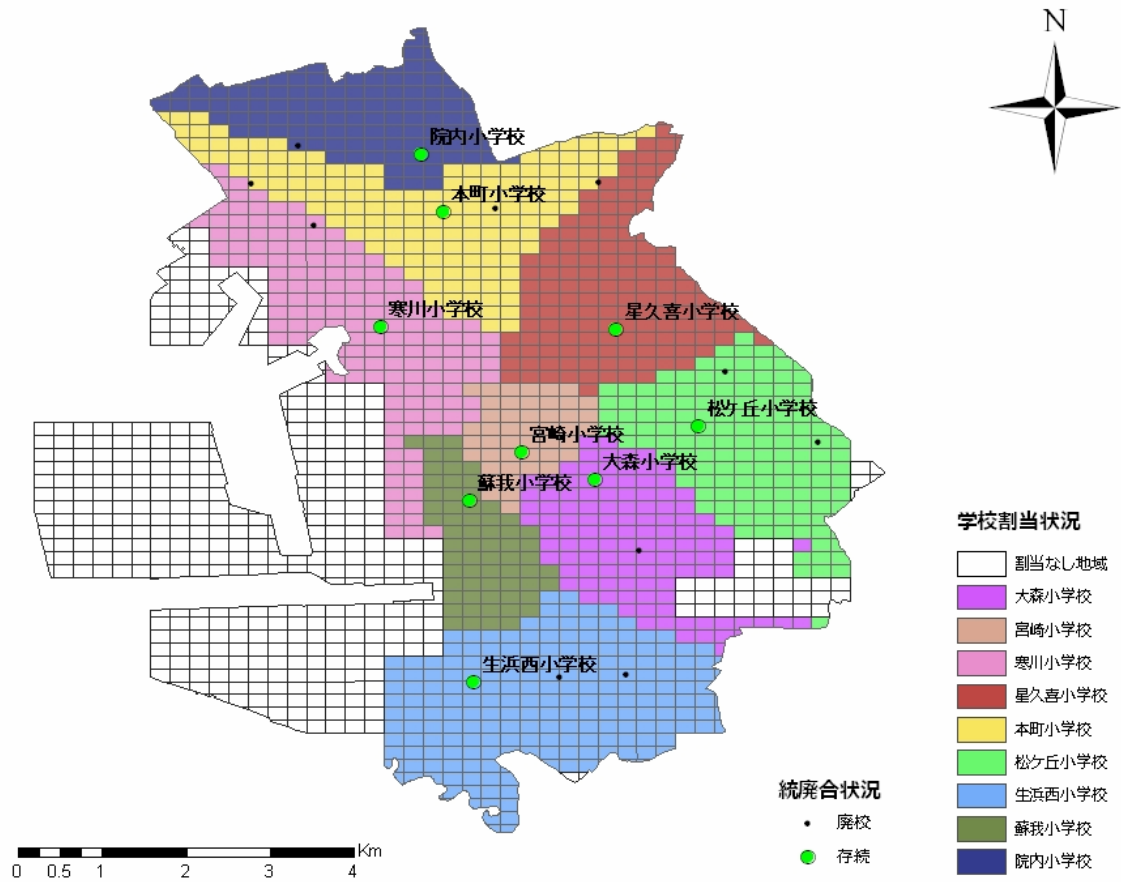 N
院内小学校
本町小学校
寒川小学校
星久喜小学校
松ケ丘小学校
宮崎小学校
大森小学校
蘇我小学校
生浜西小学校
学校割当状況
割当なし地域
大森小学校
宮崎小学校
寒川小学校
星久喜小学校
本町小学校
松ケ丘小学校
生浜西小学校
蘇我小学校
院内小学校
統廃合状況
廃校
存続
Km
0 0.5 1 2 3 4